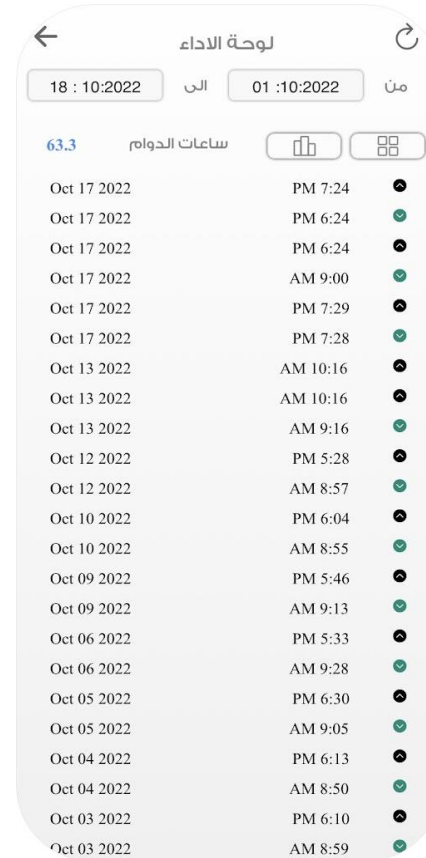 لوحة الاداء
من 01 :10:2022 الى 18 : 10:2022
ساعات الدوام 63.3
Oct 17 2022 PM 7:24
Oct 17 2022 PM 6:24
Oct 17 2022 PM 6:24
Oct 17 2022 AM 9:00
Oct 17 2022 PM 7:29
Oct 17 2022 PM 7:28
Oct 13 2022 AM 10:16
Oct 13 2022 AM 10:16
Oct 13 2022 AM 9:16
Oct 12 2022 PM 5:28
Oct 12 2022 AM 8:57
Oct 10 2022 PM 6:04
Oct 10 2022 AM 8:55
Oct 09 2022 PM 5:46
Oct 09 2022 AM 9:13
Oct 06 2022 PM 5:33
Oct 06 2022 AM 9:28
Oct 05 2022 PM 6:30
Oct 05 2022 AM 9:05
Oct 04 2022 PM 6:13
Oct 04 2022 AM 8:50
Oct 03 2022 PM 6:10
Oct 03 2022 AM 8:59